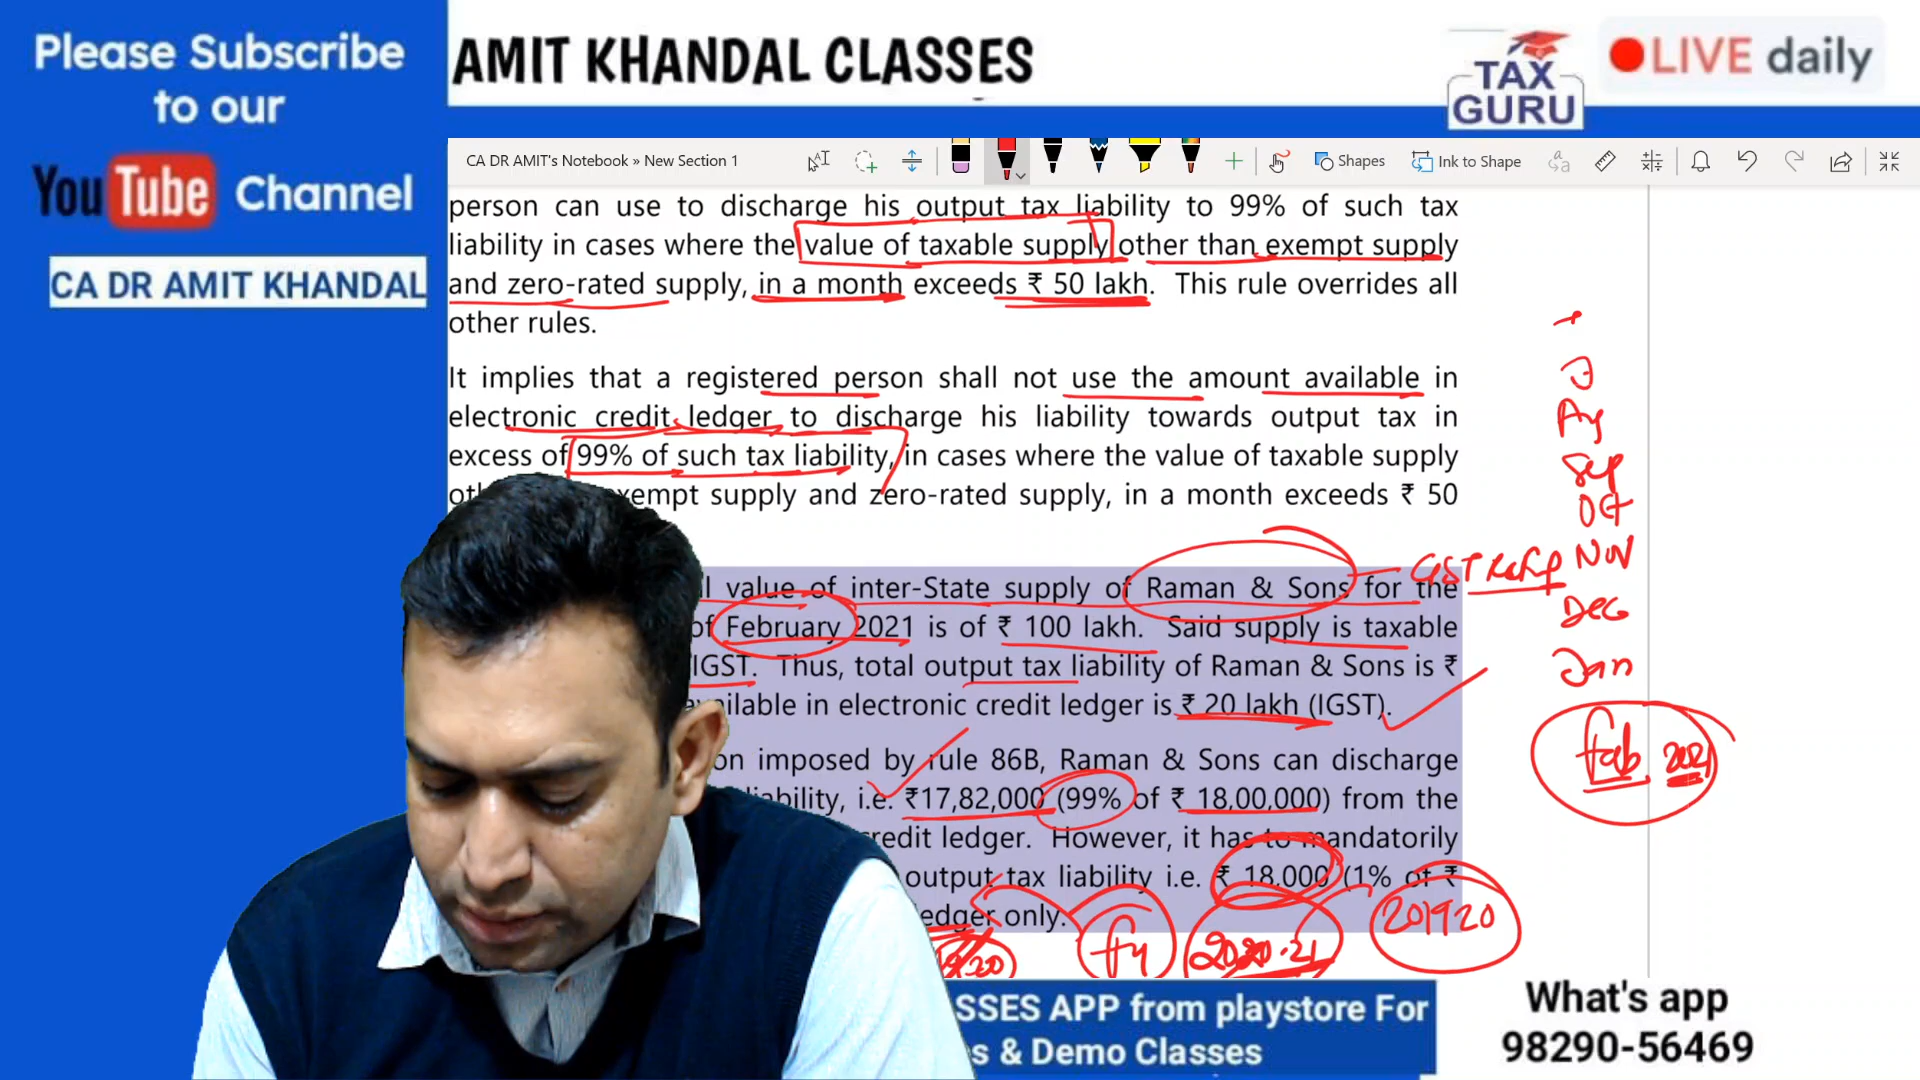 Please Subscribe
to our
YouTube Channel
CA DR AMIT KHANDAL
AMIT KHANDAL CLASSES
TAX
GURU
LIVE daily
CA DR AMIT's Notebook » New Section 1
Shapes
Ink to Shape
person can use to discharge his output tax liability to 99% of such tax
liability in cases where the value of taxable supply other than exempt supply
and zero-rated supply, in a month exceeds ₹ 50 lakh. This rule overrides all
other rules.
It implies that a registered person shall not use the amount available in
electronic credit ledger to discharge his liability towards output tax in
excess of 99% of such tax liability, in cases where the value of taxable supply
exempt supply and zero-rated supply, in a month exceeds ₹ 50
value of inter-State supply of Raman & Sons for the
of February 2021 is of ₹ 100 lakh. Said supply is taxable
IGST. Thus, total output tax liability of Raman & Sons is ₹
available in electronic credit ledger is ₹ 20 lakh (IGST).
on imposed by rule 86B, Raman & Sons can discharge
liability, i.e. ₹17,82,000 (99% of ₹ 18,00,000) from the
credit ledger. However, it has to mandatorily
output tax liability i.e. ₹ 18,000 (1% of ₹
ledger only.
Sep
Oct
Nov
Dec
Jan
feb 2021
GST
fy
2020-21
2019 20
SSES APP from playstore For
s & Demo Classes
What's app
98290-56469